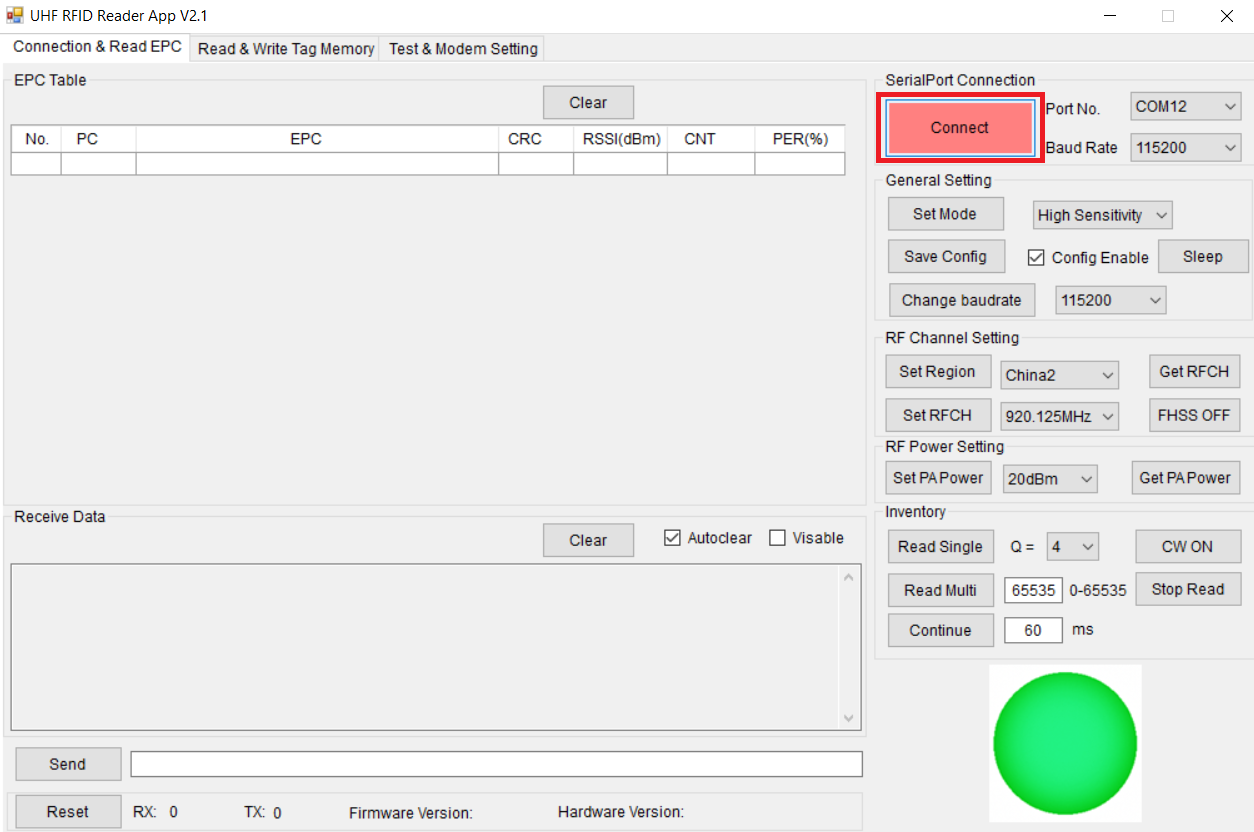 UHF RFID Reader App V2.1
Connection & Read EPC Read & Write Tag Memory Test & Modem Setting
EPC Table
Clear
No. PC EPC CRC RSSI(dBm) CNT PER(%)
SerialPort Connection
Connect Port No. COM12
Baud Rate 115200
General Setting
Set Mode High Sensitivity
Save Config Config Enable Sleep
Change baudrate 115200
RF Channel Setting
Set Region China2 Get RFCH
Set RFCH 920.125MHz FHSS OFF
RF Power Setting
Set PA Power 20dBm Get PA Power
Inventory
Read Single Q = 4 CW ON
Read Multi 65535 0-65535 Stop Read
Continue 60 ms
Receive Data
Clear Autoclear Visable
Send
Reset RX: 0 TX: 0 Firmware Version: Hardware Version: